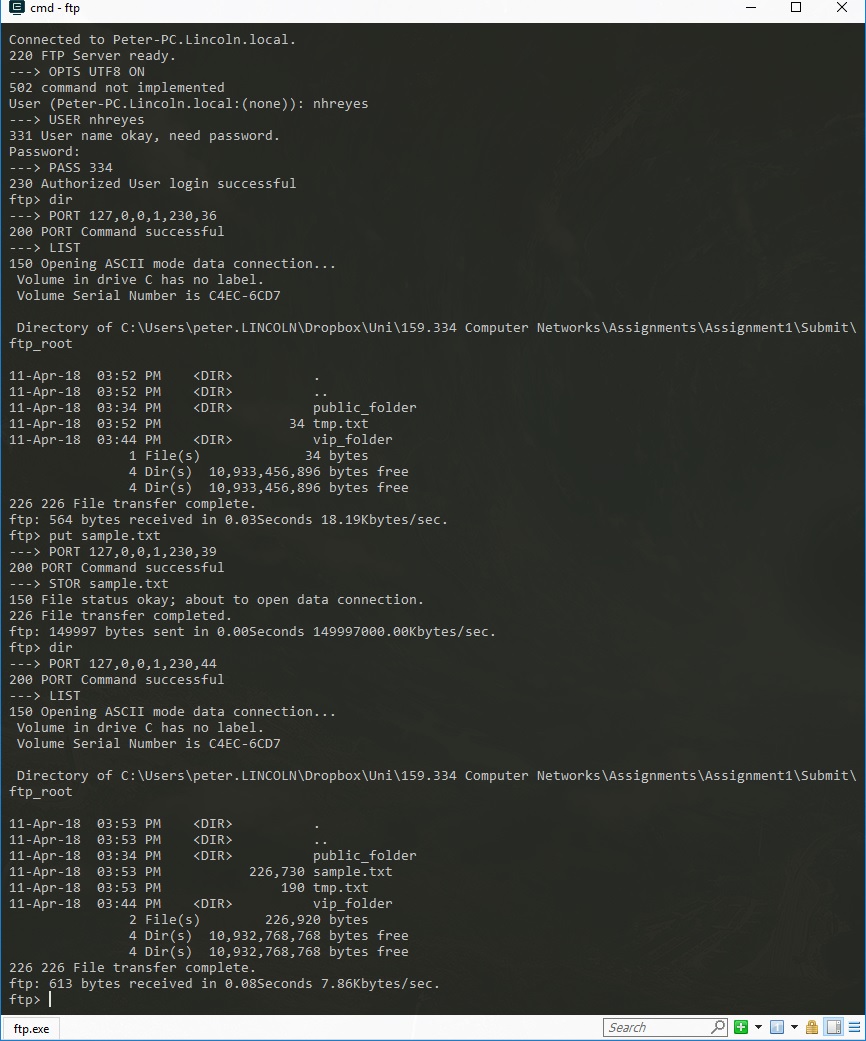 cmd - ftp
Connected to Peter-PC.Lincoln.local.
220 FTP Server ready.
---> OPTS UTF8 ON
502 command not implemented
User (Peter-PC.Lincoln.local:(none)): nhreyes
---> USER nhreyes
331 User name okay, need password.
Password:
---> PASS 334
230 Authorized User login successful
ftp> dir
---> PORT 127,0,0,1,230,36
200 PORT Command successful
---> LIST
150 Opening ASCII mode data connection...
 Volume in drive C has no label.
 Volume Serial Number is C4EC-6CD7

 Directory of C:\Users\peter.LINCOLN\Dropbox\Uni\159.334 Computer Networks\Assignments\Assignment1\Submit\
ftp_root

11-Apr-18  03:52 PM    <DIR>          .
11-Apr-18  03:52 PM    <DIR>          ..
11-Apr-18  03:34 PM    <DIR>          public_folder
11-Apr-18  03:52 PM                34 tmp.txt
11-Apr-18  03:44 PM    <DIR>          vip_folder
               1 File(s)             34 bytes
               4 Dir(s)  10,933,456,896 bytes free
               4 Dir(s)  10,933,456,896 bytes free
226 226 File transfer complete.
ftp: 564 bytes received in 0.03Seconds 18.19Kbytes/sec.
ftp> put sample.txt
---> PORT 127,0,0,1,230,39
200 PORT Command successful
---> STOR sample.txt
150 File status okay; about to open data connection.
226 File transfer completed.
ftp: 149997 bytes sent in 0.00Seconds 149997000.00Kbytes/sec.
ftp> dir
---> PORT 127,0,0,1,230,44
200 PORT Command successful
---> LIST
150 Opening ASCII mode data connection...
 Volume in drive C has no label.
 Volume Serial Number is C4EC-6CD7

 Directory of C:\Users\peter.LINCOLN\Dropbox\Uni\159.334 Computer Networks\Assignments\Assignment1\Submit\
ftp_root

11-Apr-18  03:53 PM    <DIR>          .
11-Apr-18  03:53 PM    <DIR>          ..
11-Apr-18  03:34 PM    <DIR>          public_folder
11-Apr-18  03:53 PM           226,730 sample.txt
11-Apr-18  03:53 PM               190 tmp.txt
11-Apr-18  03:44 PM    <DIR>          vip_folder
               2 File(s)        226,920 bytes
               4 Dir(s)  10,932,768,768 bytes free
               4 Dir(s)  10,932,768,768 bytes free
226 226 File transfer complete.
ftp: 613 bytes received in 0.08Seconds 7.86Kbytes/sec.
ftp>
ftp.exe
Search